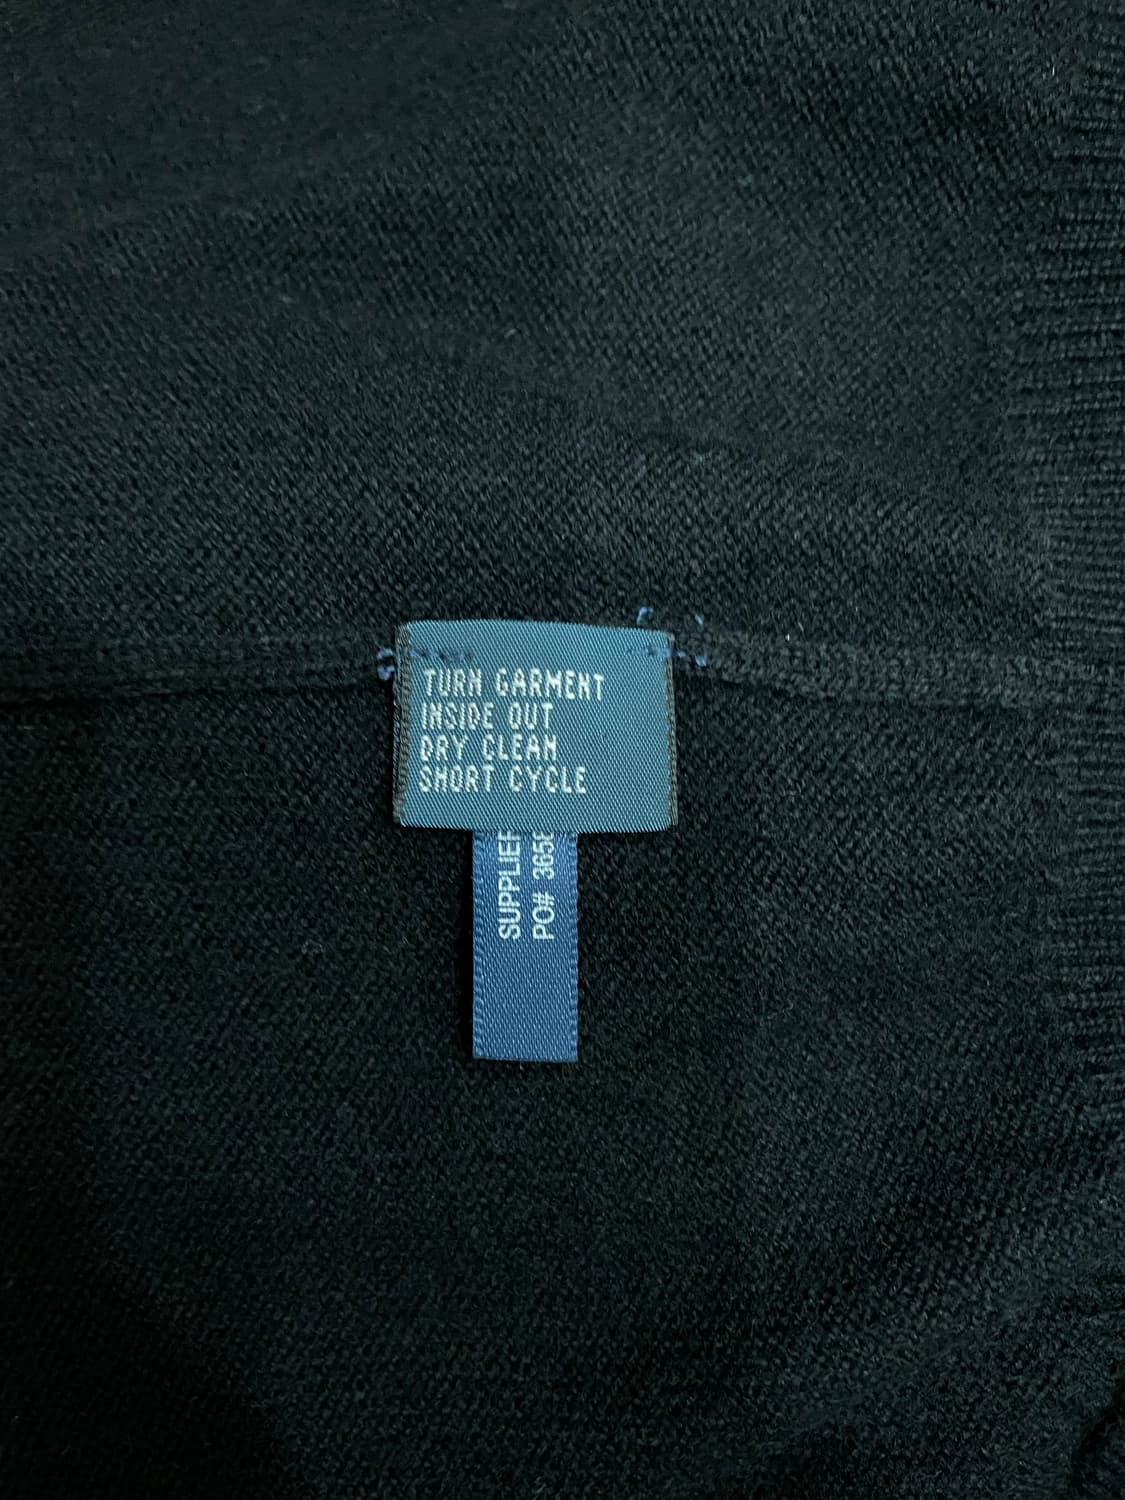 TURN GARMENT
INSIDE OUT
DRY CLEAN
SHORT CYCLE
SUPPLIER
PO# 365